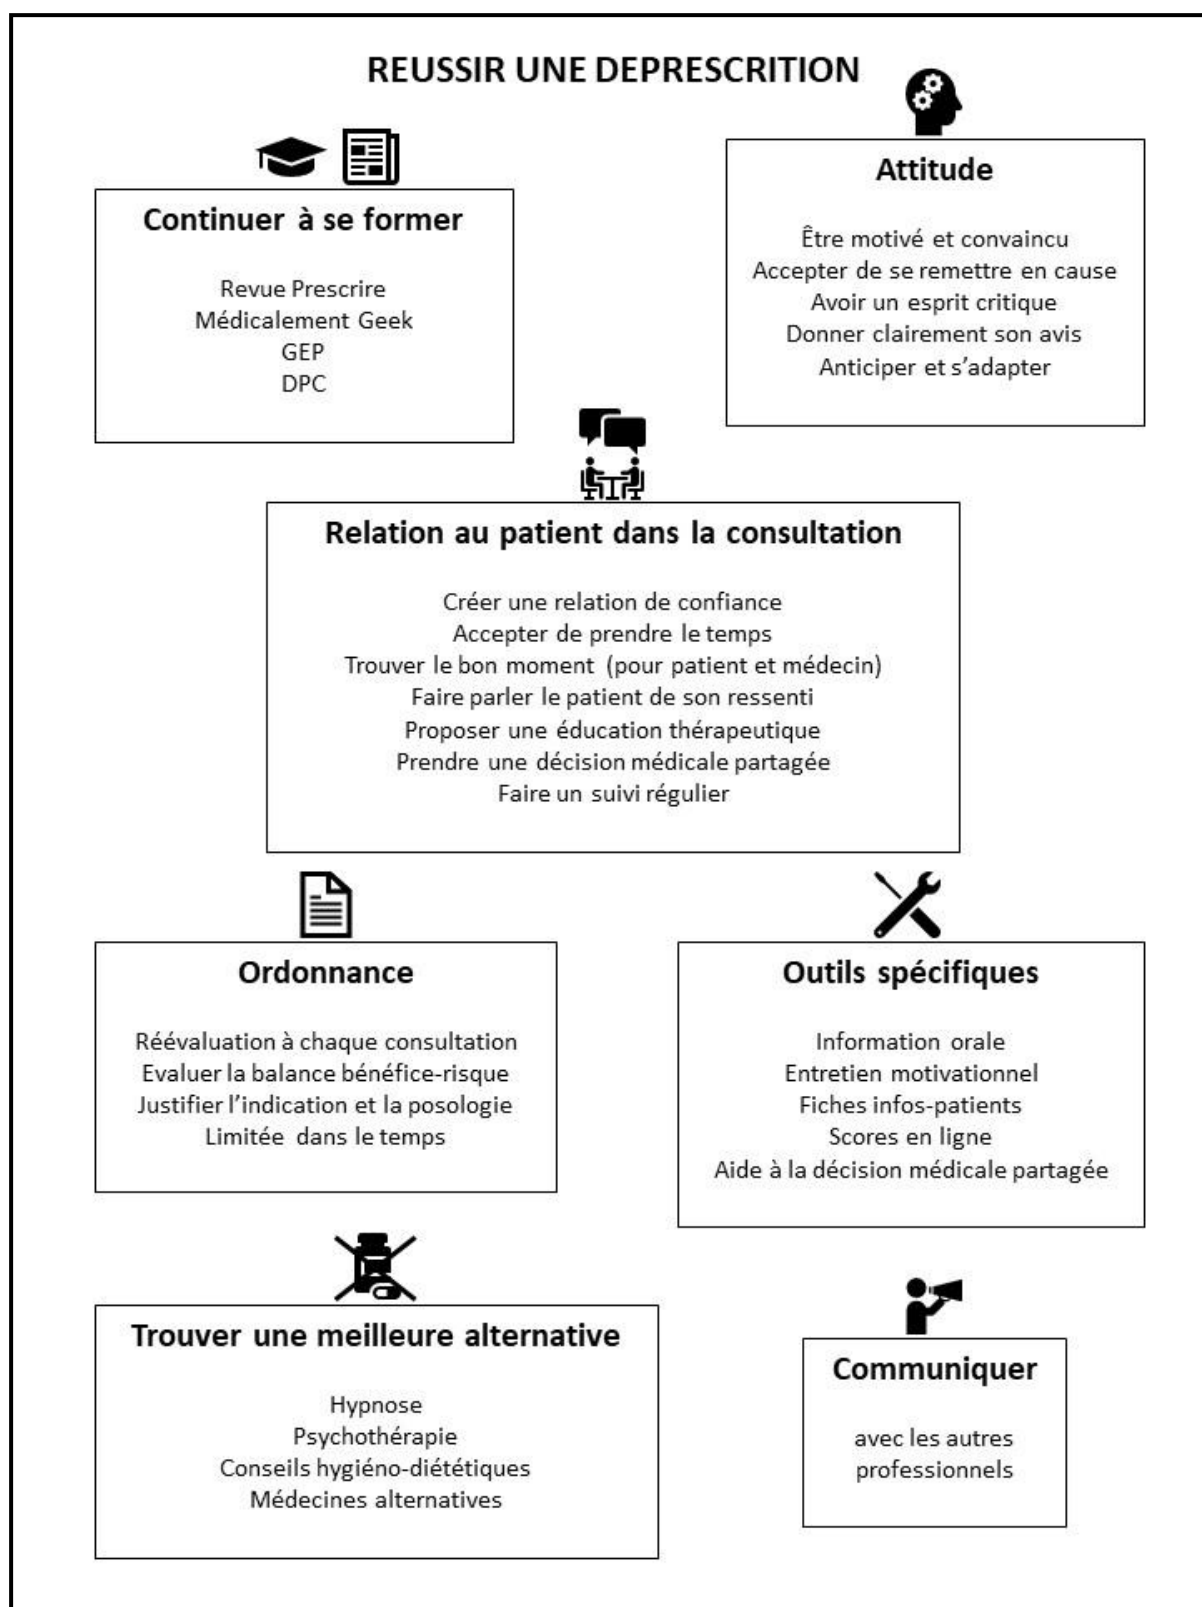 REUSSIR UNE DEPRESCRITION
Continuer à se former
Revue Prescrire
Médicalement Geek
GEP
DPC
Attitude
Être motivé et convaincu
Accepter de se remettre en cause
Avoir un esprit critique
Donner clairement son avis
Anticiper et s’adapter
Relation au patient dans la consultation
Créer une relation de confiance
Accepter de prendre le temps
Trouver le bon moment (pour patient et médecin)
Faire parler le patient de son ressenti
Proposer une éducation thérapeutique
Prendre une décision médicale partagée
Faire un suivi régulier
Ordonnance
Réévaluation à chaque consultation
Evaluer la balance bénéfice-risque
Justifier l’indication et la posologie
Limitée dans le temps
Outils spécifiques
Information orale
Entretien motivationnel
Fiches infos-patients
Scores en ligne
Aide à la décision médicale partagée
Trouver une meilleure alternative
Hypnose
Psychothérapie
Conseils hygiéno-diététiques
Médecines alternatives
Communiquer
avec les autres
professionnels